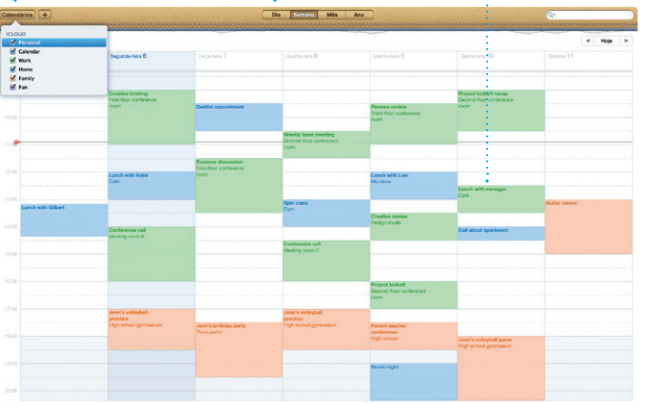 Calendários +
Dia Semana Mês Ano
ICLOUD
Personal
Calendar
Work
Home
Family
Fun
Hoje
Segunda-feira 6
Terça-feira 7
Quarta-feira 8
Quinta-feira 9
Sexta-feira 10
Sábado 11
Creative briefing
First-floor conference
room
Dentist appointment
Finance review
Third-floor conference
room
Project kickoff recap
Second-floor conference
room
Weekly team meeting
Second-floor conference
room
Expense discussion
First-floor conference
room
Lunch with Katie
Cafe
Lunch with Lisa
My place
Lunch with manager
Café
Lunch with Gilbert
Spin class
Gym
Guitar lesson
Creative review
Design studio
Conference call
Meeting room B
Call about apartment
Conference call
Project kickoff
Second-floor conference
room
Jenn's volleyball
practice
High school gymnasium
Jenn's birthday party
Jenn's volleyball
practice
High school gymnasium
Parent-teacher
conference
High school
Jenn's volleyball game
High school gymnasium
Movie night